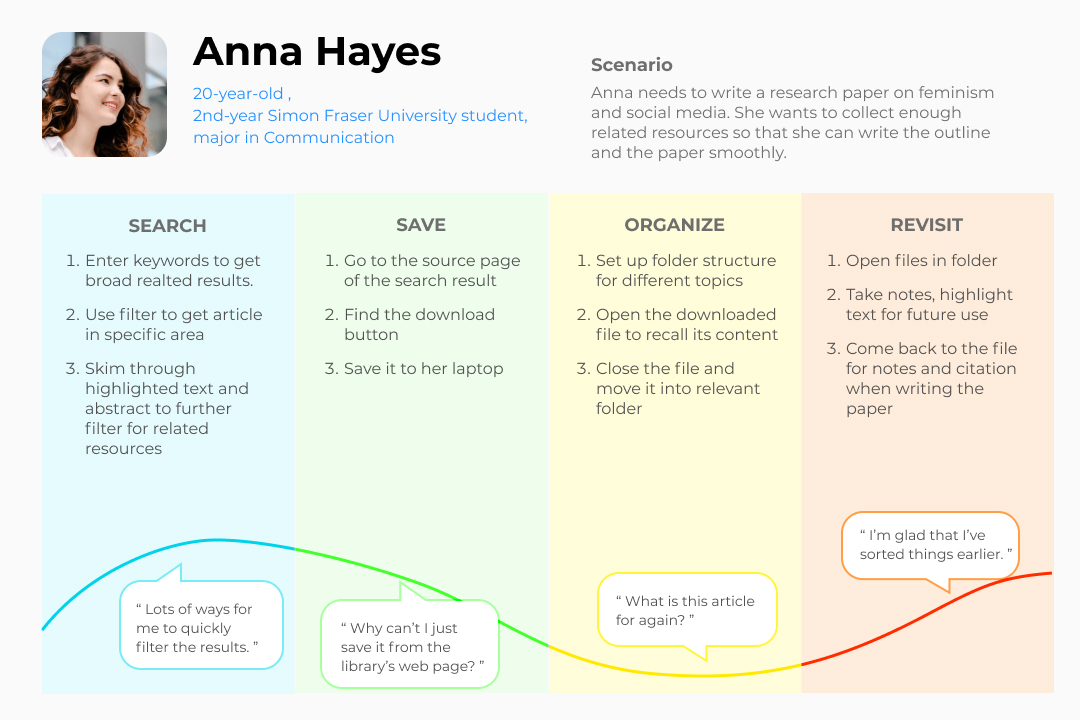 Anna Hayes
20-year-old ,
2nd-year Simon Fraser University student,
major in Communication
Scenario
Anna needs to write a research paper on feminism
and social media. She wants to collect enough
related resources so that she can write the outline
and the paper smoothly.
SEARCH
1. Enter keywords to get
broad realted results.
2. Use filter to get article
in specific area
3. Skim through
highlighted text and
abstract to further
filter for related
resources
“ Lots of ways for
me to quickly
filter the results. ”
SAVE
1. Go to the source page
of the search result
2. Find the download
button
3. Save it to her laptop
“ Why can’t I just
save it from the
library’s web page? ”
ORGANIZE
1. Set up folder structure
for different topics
2. Open the downloaded
file to recall its content
3. Close the file and
move it into relevant
folder
“ What is this article
for again? ”
REVISIT
1. Open files in folder
2. Take notes, highlight
text for future use
3. Come back to the file
for notes and citation
when writing the
paper
“ I’m glad that I’ve
sorted things earlier. ”